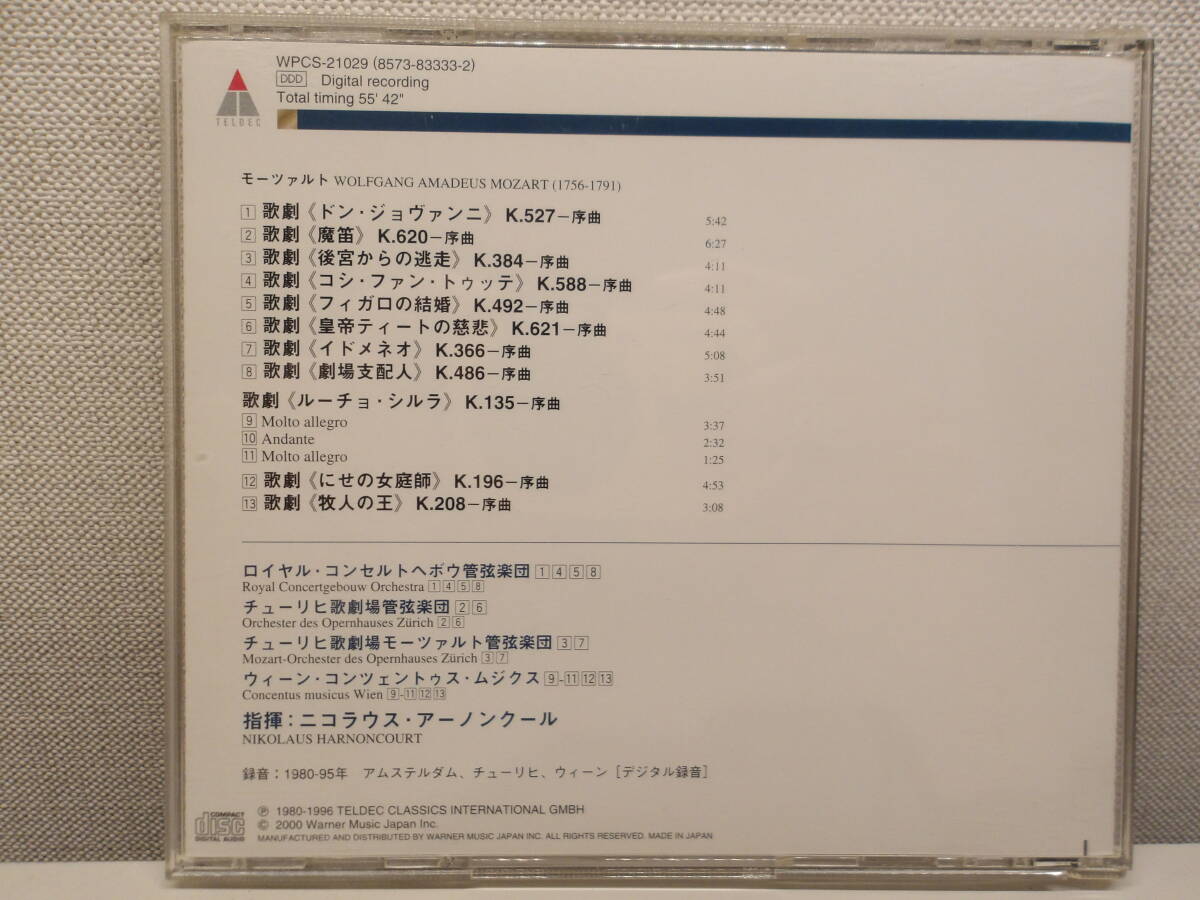 WPCS-21029 (8573-83333-2)
DDD Digital recording
Total timing 55' 42"
TELDEC
モーツァルト WOLFGANG AMADEUS MOZART (1756-1791)
1 歌劇《ドン・ジョヴァンニ》 K.527－序曲 5:42
2 歌劇《魔笛》 K.620－序曲 6:27
3 歌劇《後宮からの逃走》 K.384－序曲 4:11
4 歌劇《コシ・ファン・トゥッテ》 K.588－序曲 4:11
5 歌劇《フィガロの結婚》 K.492－序曲 4:48
6 歌劇《皇帝ティートの慈悲》 K.621－序曲 4:44
7 歌劇《イドメネオ》 K.366－序曲 5:08
8 歌劇《劇場支配人》 K.486－序曲 3:51
歌劇《ルーチョ・シルラ》 K.135－序曲
9 Molto allegro 3:37
10 Andante 2:32
11 Molto allegro 1:25
12 歌劇《にせの女庭師》 K.196－序曲 4:53
13 歌劇《牧人の王》 K.208－序曲 3:08
ロイヤル・コンセルトヘボウ管弦楽団 1 4 5 8
Royal Concertgebouw Orchestra 1 4 5 8
チューリヒ歌劇場管弦楽団 2 6
Orchester des Opernhauses Zürich 2 6
チューリヒ歌劇場モーツァルト管弦楽団 3 7
Mozart-Orchester des Opernhauses Zürich 3 7
ウィーン・コンツェントゥス・ムジクス 9-11 12 13
Concentus musicus Wien 9-11 12 13
指揮：ニコラウス・アーノンクール
NIKOLAUS HARNONCOURT
録音：1980-95年 アムステルダム、チューリヒ、ウィーン［デジタル録音］
COMPACT disc DIGITAL AUDIO
℗ 1980-1996 TELDEC CLASSICS INTERNATIONAL GMBH
© 2000 Warner Music Japan Inc.
MANUFACTURED AND DISTRIBUTED BY WARNER MUSIC JAPAN INC. ALL RIGHTS RESERVED. MADE IN JAPAN